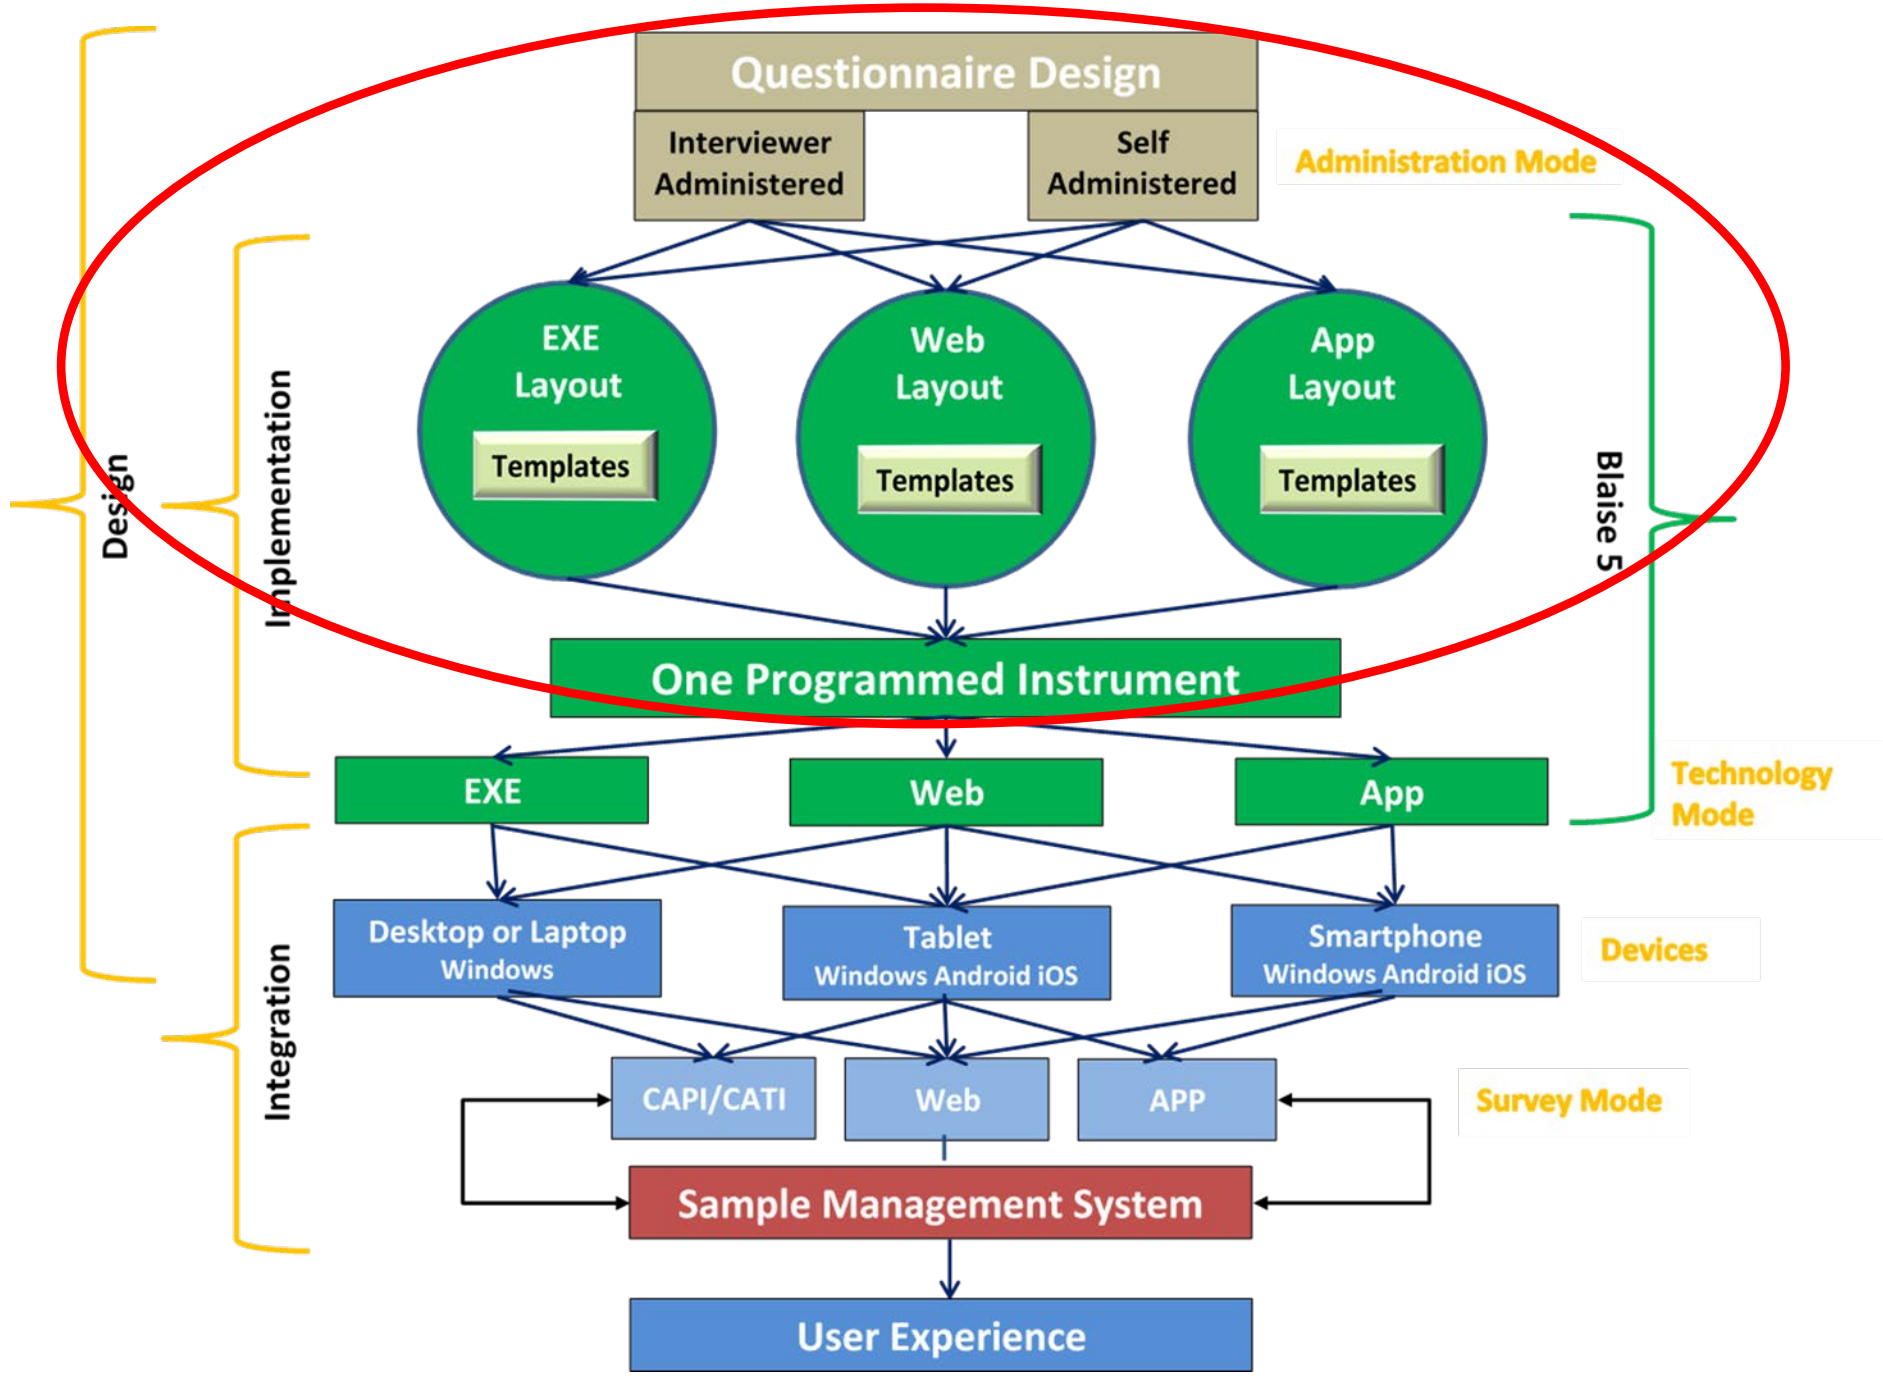 Questionnaire Design
Interviewer
Administered
Self
Administered
Administration Mode
EXE
Layout
Templates
Web
Layout
Templates
App
Layout
Templates
Design
Implementation
Blaise 5
One Programmed Instrument
EXE
Web
App
Technology
Mode
Desktop or Laptop
Windows
Tablet
Windows Android iOS
Smartphone
Windows Android iOS
Devices
Integration
CAPI/CATI
Web
APP
Survey Mode
Sample Management System
User Experience